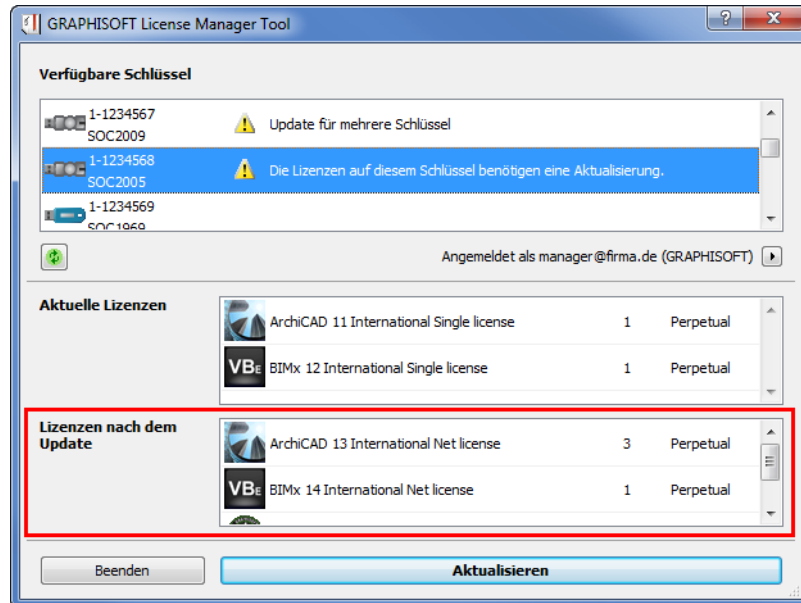 GRAPHISOFT License Manager Tool
Verfügbare Schlüssel
1-1234567
SOC2009
Update für mehrere Schlüssel
1-1234568
SOC2005
Die Lizenzen auf diesem Schlüssel benötigen eine Aktualisierung.
1-1234569
SOC1969
Angemeldet als manager@firma.de (GRAPHISOFT)
Aktuelle Lizenzen
ArchiCAD 11 International Single license 1 Perpetual
VBE BIMx 12 International Single license 1 Perpetual
Lizenzen nach dem
Update
ArchiCAD 13 International Net license 3 Perpetual
VBE BIMx 14 International Net license 1 Perpetual
Beenden
Aktualisieren